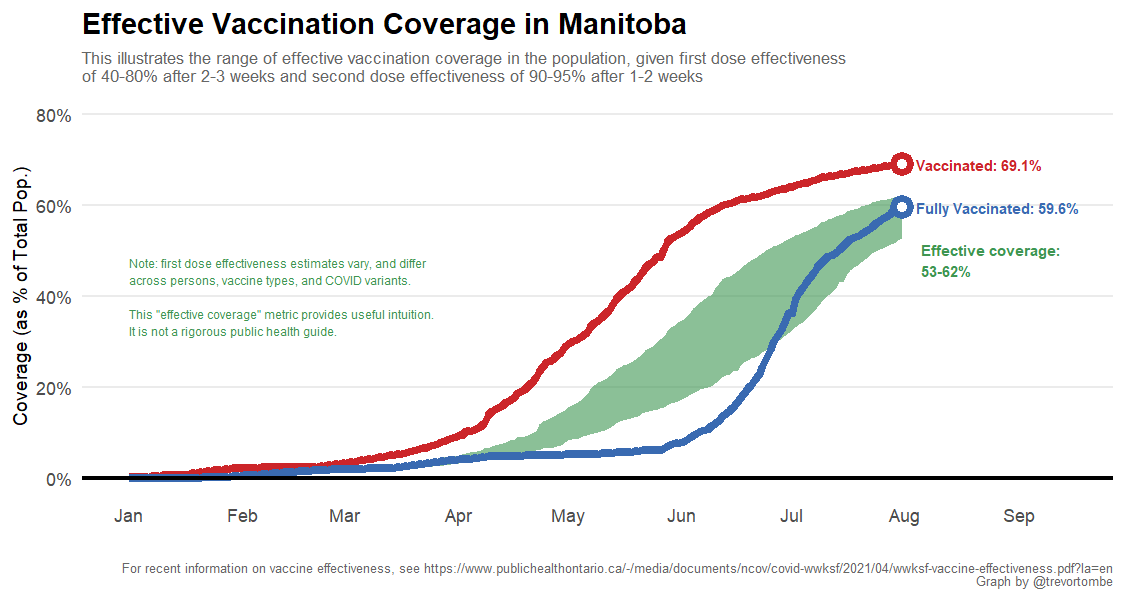 Effective Vaccination Coverage in Manitoba
This illustrates the range of effective vaccination coverage in the population, given first dose effectiveness
of 40-80% after 2-3 weeks and second dose effectiveness of 90-95% after 1-2 weeks
Coverage (as % of Total Pop.)
80%
60%
40%
20%
0%
Vaccinated: 69.1%
Fully Vaccinated: 59.6%
Effective coverage:
53-62%
Note: first dose effectiveness estimates vary, and differ
across persons, vaccine types, and COVID variants.
This "effective coverage" metric provides useful intuition.
It is not a rigorous public health guide.
Jan Feb Mar Apr May Jun Jul Aug Sep
For recent information on vaccine effectiveness, see https://www.publichealthontario.ca/-/media/documents/ncov/covid-wwksf/2021/04/wwksf-vaccine-effectiveness.pdf?la=en
Graph by @trevortombe